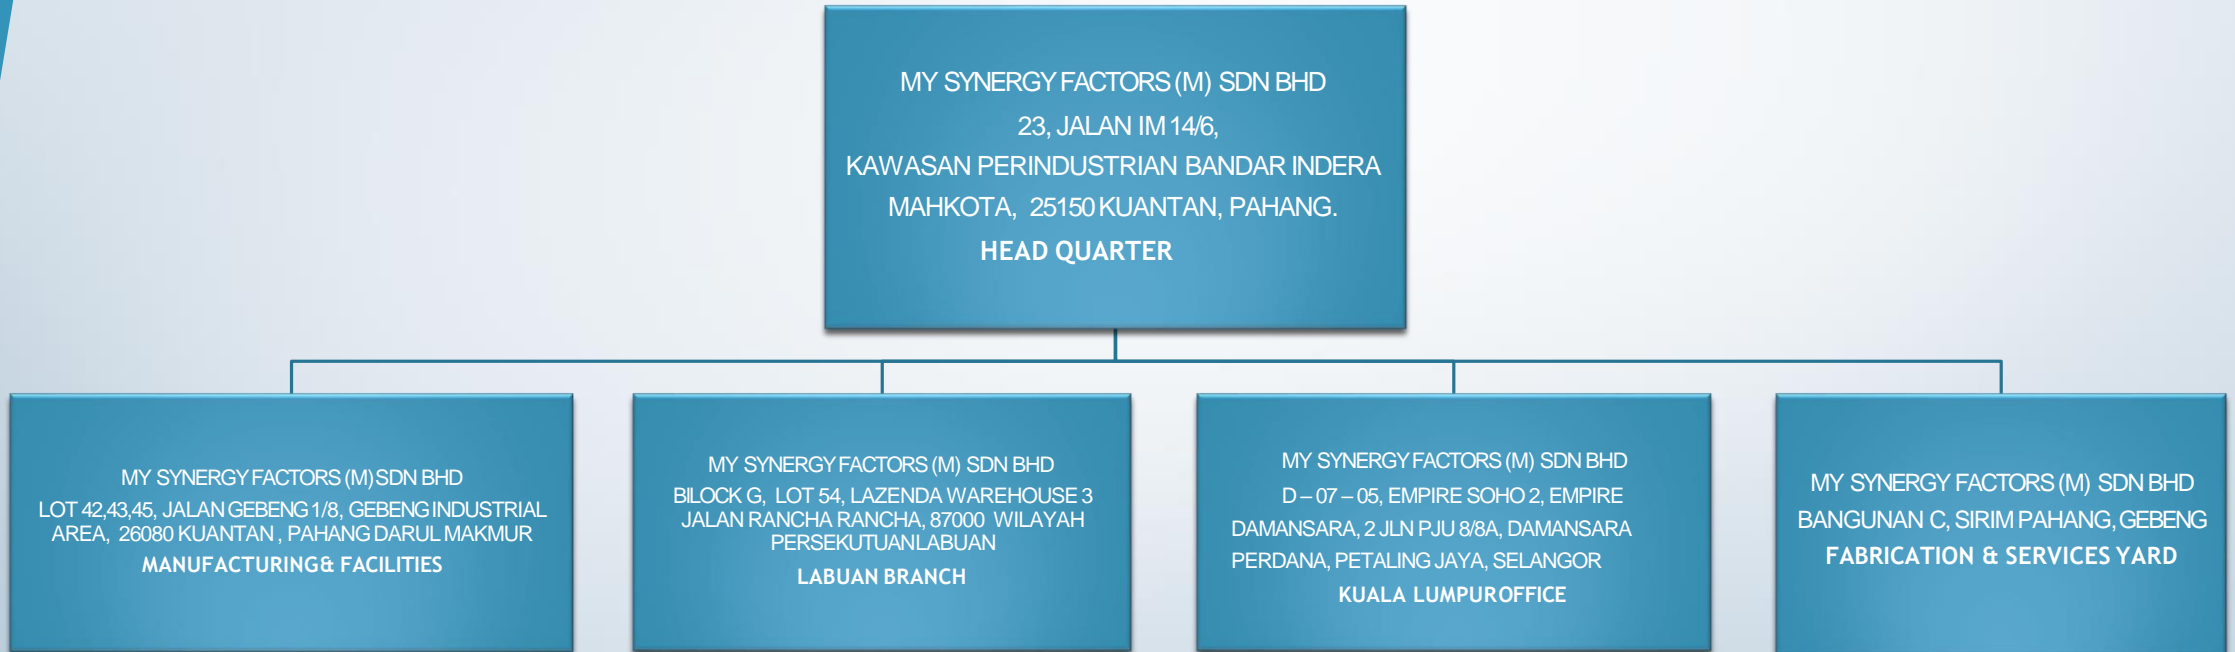 MY SYNERGY FACTORS (M) SDN BHD
23, JALAN IM 14/6,
KAWASAN PERINDUSTRIAN BANDAR INDERA
MAHKOTA, 25150 KUANTAN, PAHANG.
HEAD QUARTER
MY SYNERGY FACTORS (M) SDN BHD
LOT 42,43,45, JALAN GEBENG 1/8, GEBENG INDUSTRIAL
AREA, 26080 KUANTAN , PAHANG DARUL MAKMUR
MANUFACTURING & FACILITIES
MY SYNERGY FACTORS (M) SDN BHD
BILOCK G, LOT 54, LAZENDA WAREHOUSE 3
JALAN RANCHA RANCHA, 87000 WILAYAH
PERSEKUTUAN LABUAN
LABUAN BRANCH
MY SYNERGY FACTORS (M) SDN BHD
D – 07 – 05, EMPIRE SOHO 2, EMPIRE
DAMANSARA, 2 JLN PJU 8/8A, DAMANSARA
PERDANA, PETALING JAYA, SELANGOR
KUALA LUMPUR OFFICE
MY SYNERGY FACTORS (M) SDN BHD
BANGUNAN C, SIRIM PAHANG, GEBENG
FABRICATION & SERVICES YARD